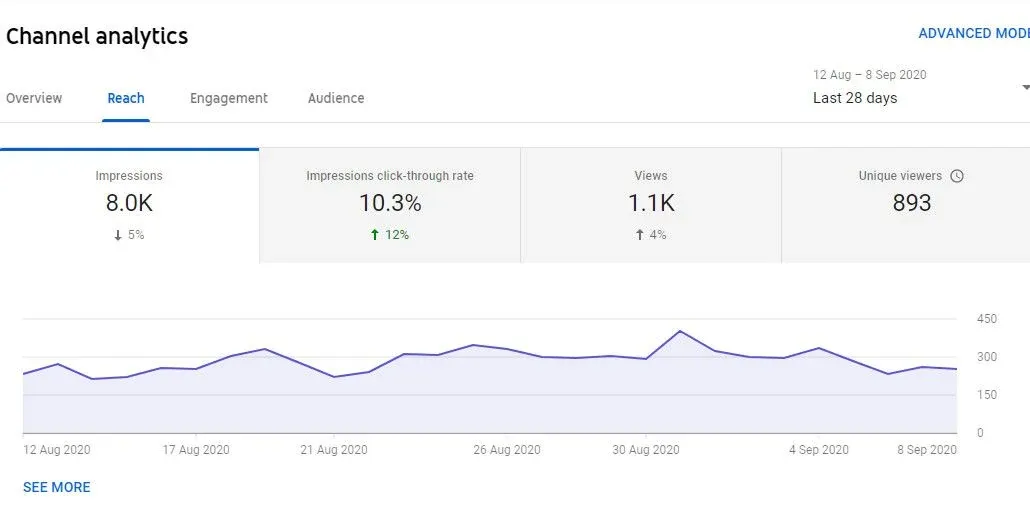 Channel analytics
ADVANCED MODE
12 Aug – 8 Sep 2020
Overview Reach Engagement Audience
Last 28 days
Impressions Impressions click-through rate Views Unique viewers
8.0K 10.3% 1.1K 893
5% 12% 4%
450
300
150
0
12 Aug 2020 17 Aug 2020 21 Aug 2020 26 Aug 2020 30 Aug 2020 4 Sep 2020 8 Sep 2020
SEE MORE